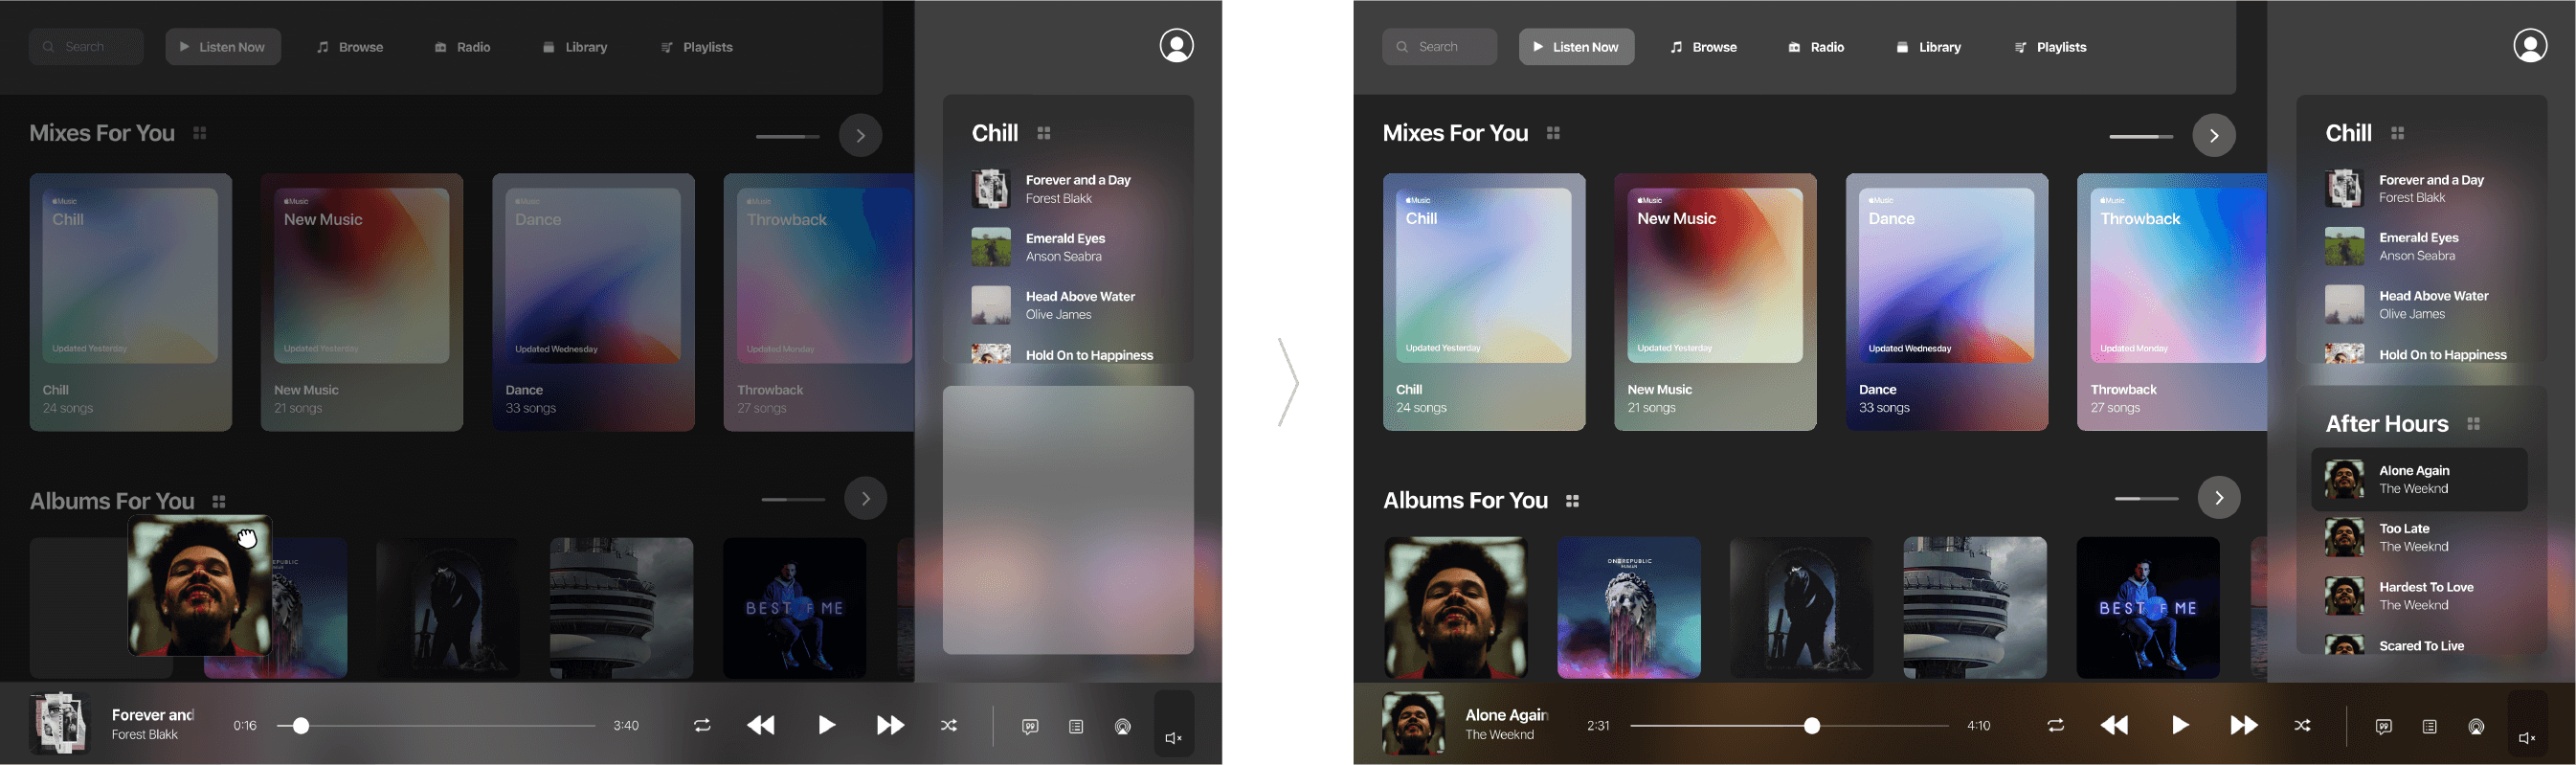 Search
Listen Now
Browse
Radio
Library
Playlists
Mixes For You
Music
Chill
Updated Yesterday
Chill
24 songs
Music
New Music
Updated Yesterday
New Music
21 songs
Music
Dance
Updated Wednesday
Dance
33 songs
Music
Throwback
Updated Monday
Throwback
27 songs
Albums For You
BEST F ME
Chill
Forever and a Day
Forest Blakk
Emerald Eyes
Anson Seabra
Head Above Water
Olive James
Hold On to Happiness
Forever and
Forest Blakk
0:16
3:40
Search
Listen Now
Browse
Radio
Library
Playlists
Mixes For You
Music
Chill
Updated Yesterday
Chill
24 songs
Music
New Music
Updated Yesterday
New Music
21 songs
Music
Dance
Updated Wednesday
Dance
33 songs
Music
Throwback
Updated Monday
Throwback
27 songs
Albums For You
ONEREPUBLIC
HUMAN
BEST F ME
Chill
Forever and a Day
Forest Blakk
Emerald Eyes
Anson Seabra
Head Above Water
Olive James
Hold On to Happiness
After Hours
Alone Again
The Weeknd
Too Late
The Weeknd
Hardest To Love
The Weeknd
Scared To Live
Alone Again
The Weeknd
2:31
4:10